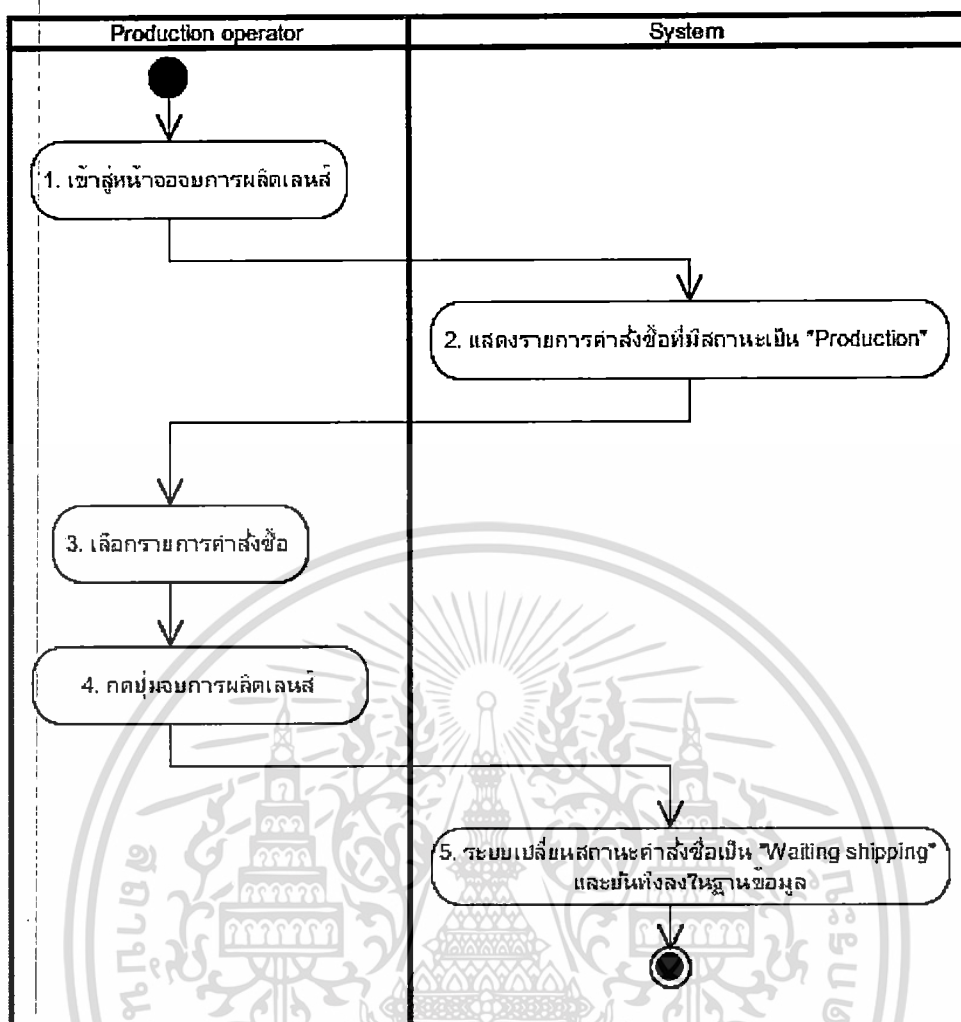 Production operator
System
1. เข้าสู่หน้าจอจบการผลิตเลนส์
2. แสดงรายการคำสั่งซื้อที่มีสถานะเป็น "Production"
3. เลือกรายการคำสั่งซื้อ
4. กดปุ่มจบการผลิตเลนส์
5. ระบบเปลี่ยนสถานะคำสั่งซื้อเป็น "Waiting shipping"
และบันทึงลงในฐานข้อมูล